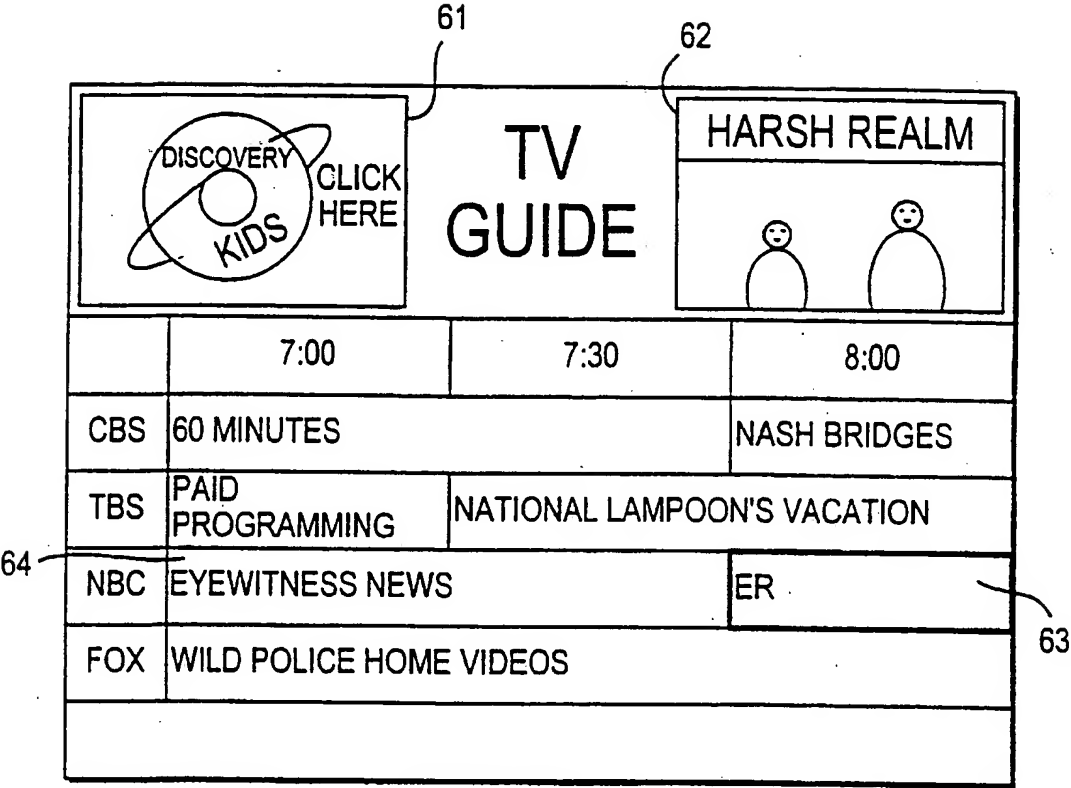 61
62
DISCOVERY
KIDS
CLICK
HERE
TV
GUIDE
HARSH REALM
7:00
7:30
8:00
CBS
60 MINUTES
NASH BRIDGES
TBS
PAID
PROGRAMMING
NATIONAL LAMPOON'S VACATION
64
NBC
EYEWITNESS NEWS
ER
63
FOX
WILD POLICE HOME VIDEOS